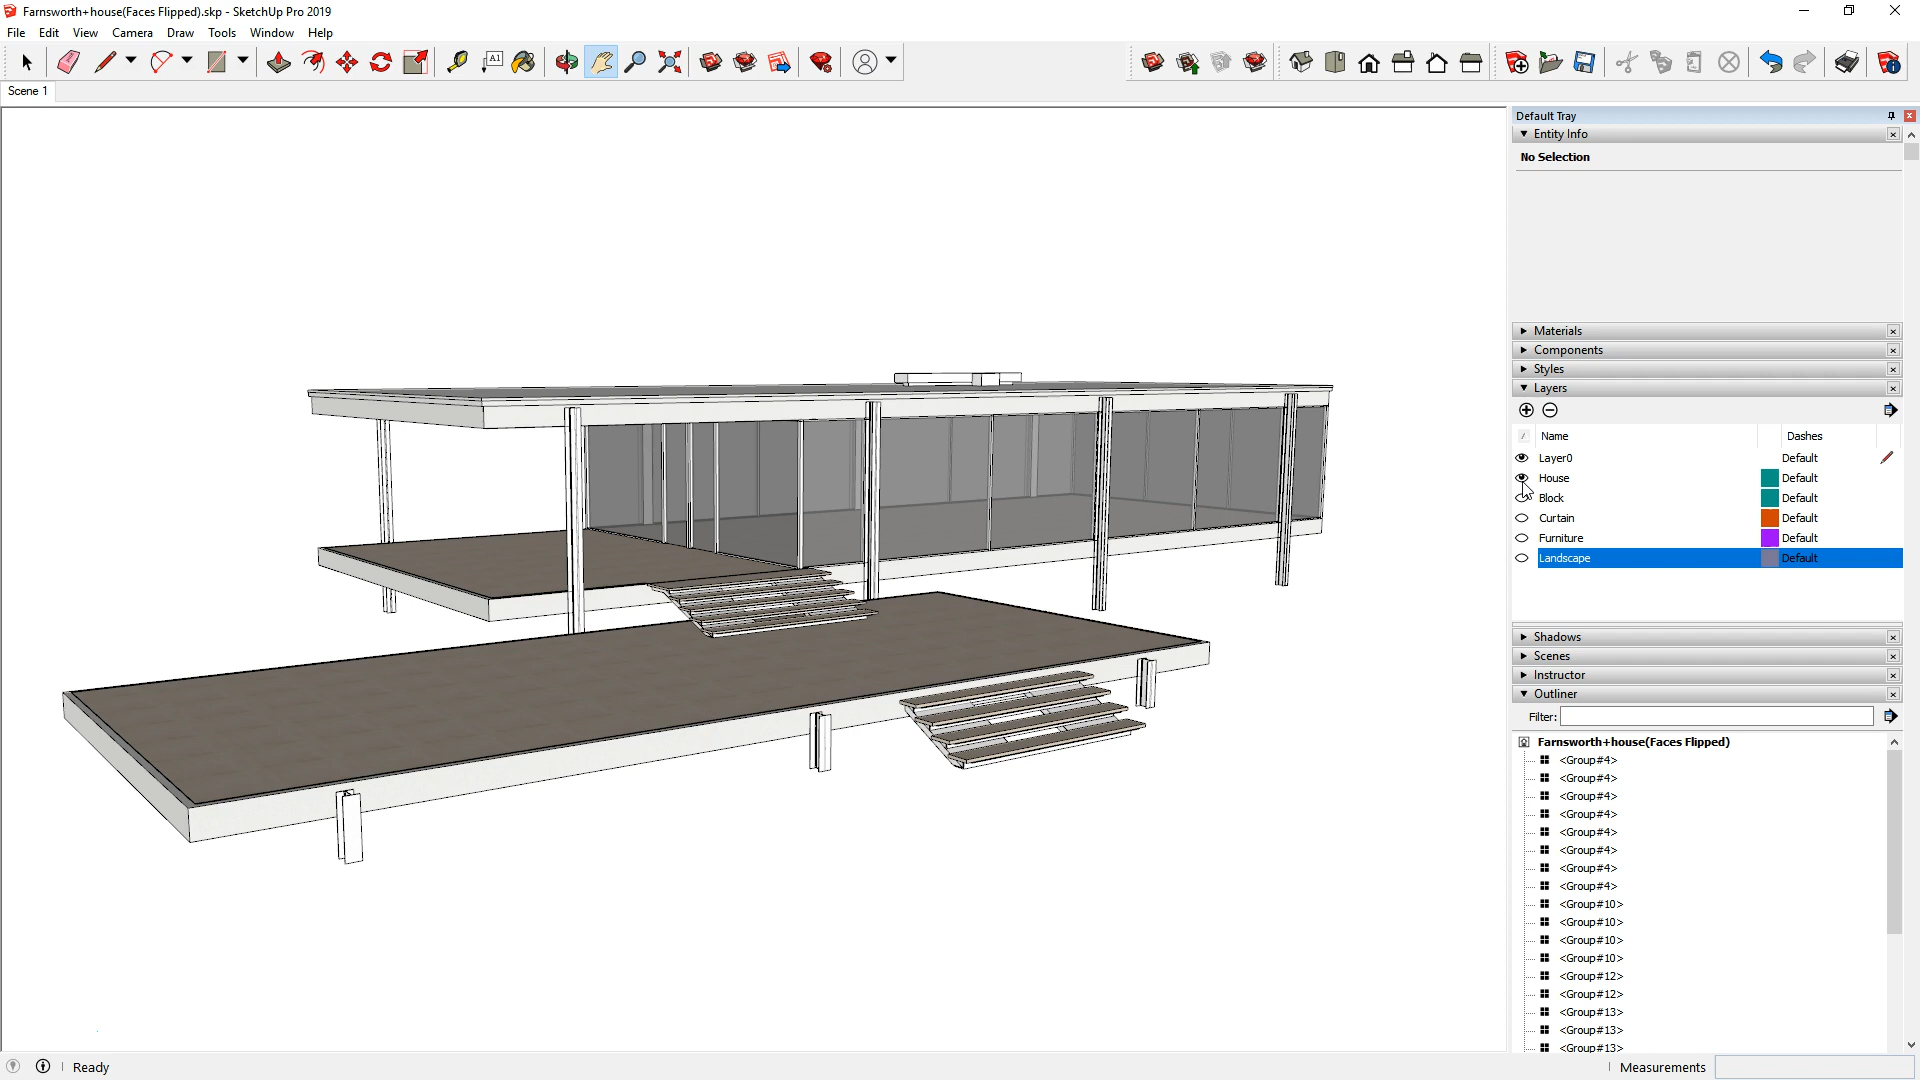 Farnsworth+house(Faces Flipped).skp - SketchUp Pro 2019
File Edit View Camera Draw Tools Window Help
A1
Scene 1
Default Tray
Entity Info
No Selection
Materials
Components
Styles
Layers
Name Dashes
Layer0 Default
House Default
Block Default
Curtain Default
Furniture Default
Landscape Default
Shadows
Scenes
Instructor
Outliner
Filter:
Farnsworth+house(Faces Flipped)
<Group#4>
<Group#4>
<Group#4>
<Group#4>
<Group#4>
<Group#4>
<Group#4>
<Group#4>
<Group#10>
<Group#10>
<Group#10>
<Group#10>
<Group#12>
<Group#12>
<Group#13>
<Group#13>
<Group#13>
Ready
Measurements